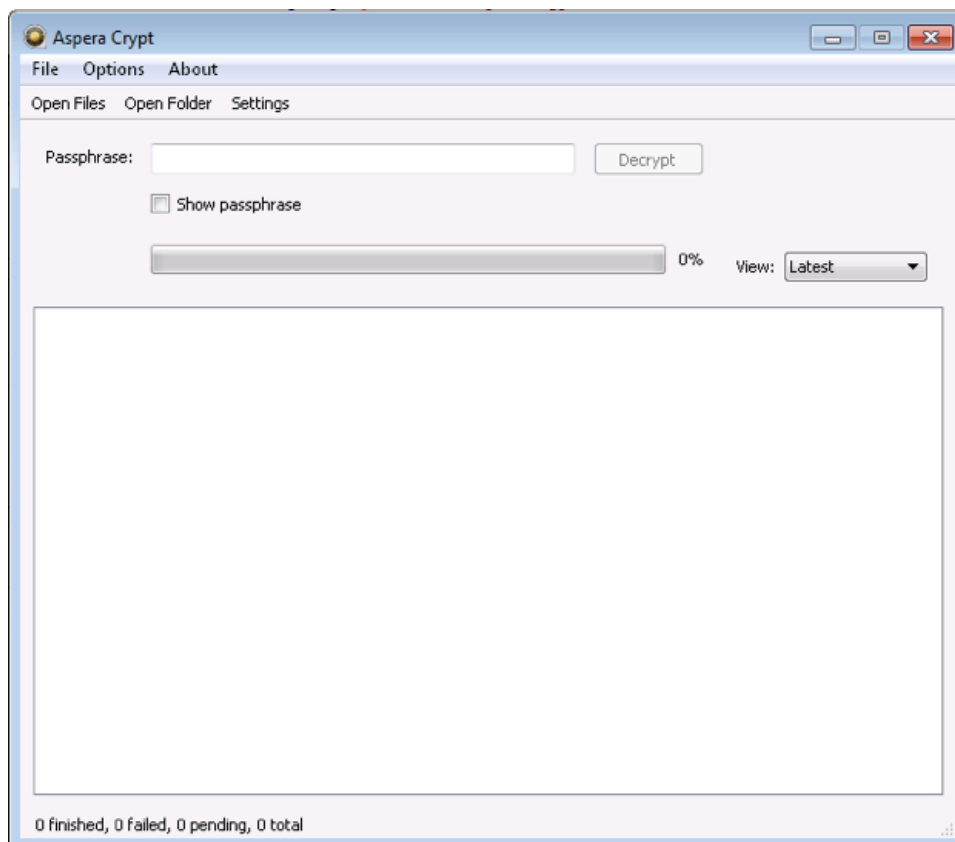 Aspera Crypt
File Options About
Open Files Open Folder Settings
Passphrase: Decrypt
Show passphrase
0% View: Latest
0 finished, 0 failed, 0 pending, 0 total